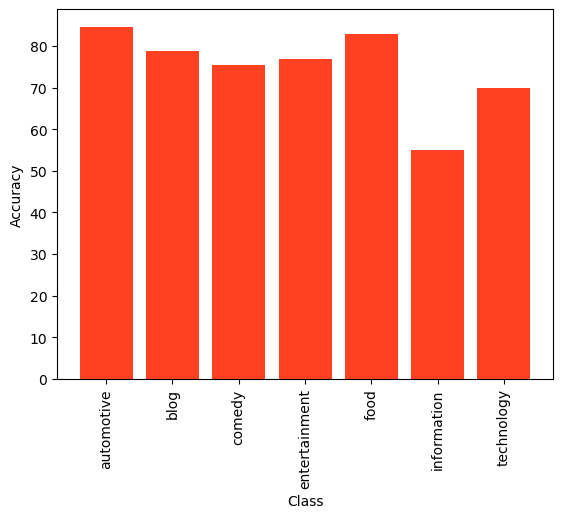 Accuracy
80
70
60
50
40
30
20
10
0
automotive
blog
comedy
entertainment
food
information
technology
Class